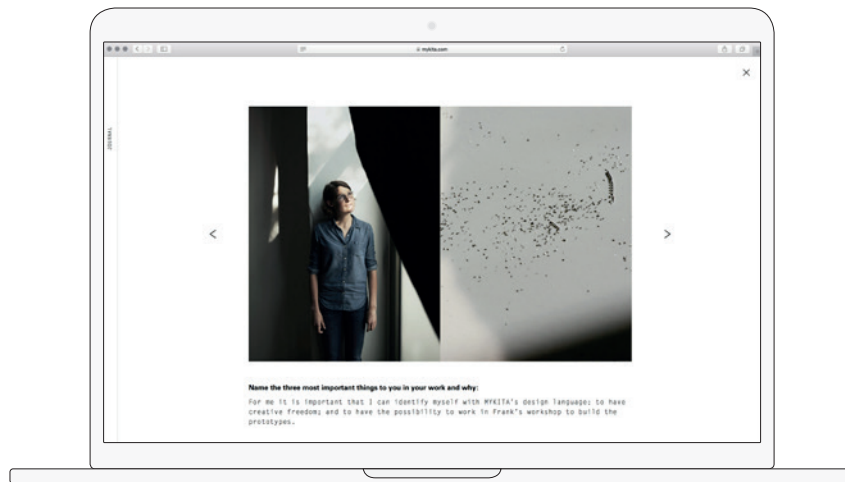 mykita.com
JOURNAL
Name the three most important things to you in your work and why:
For me it is important that I can identify myself with MYKITA's design language; to have
creative freedom; and to have the possibility to work in Frank's workshop to build the
prototypes.